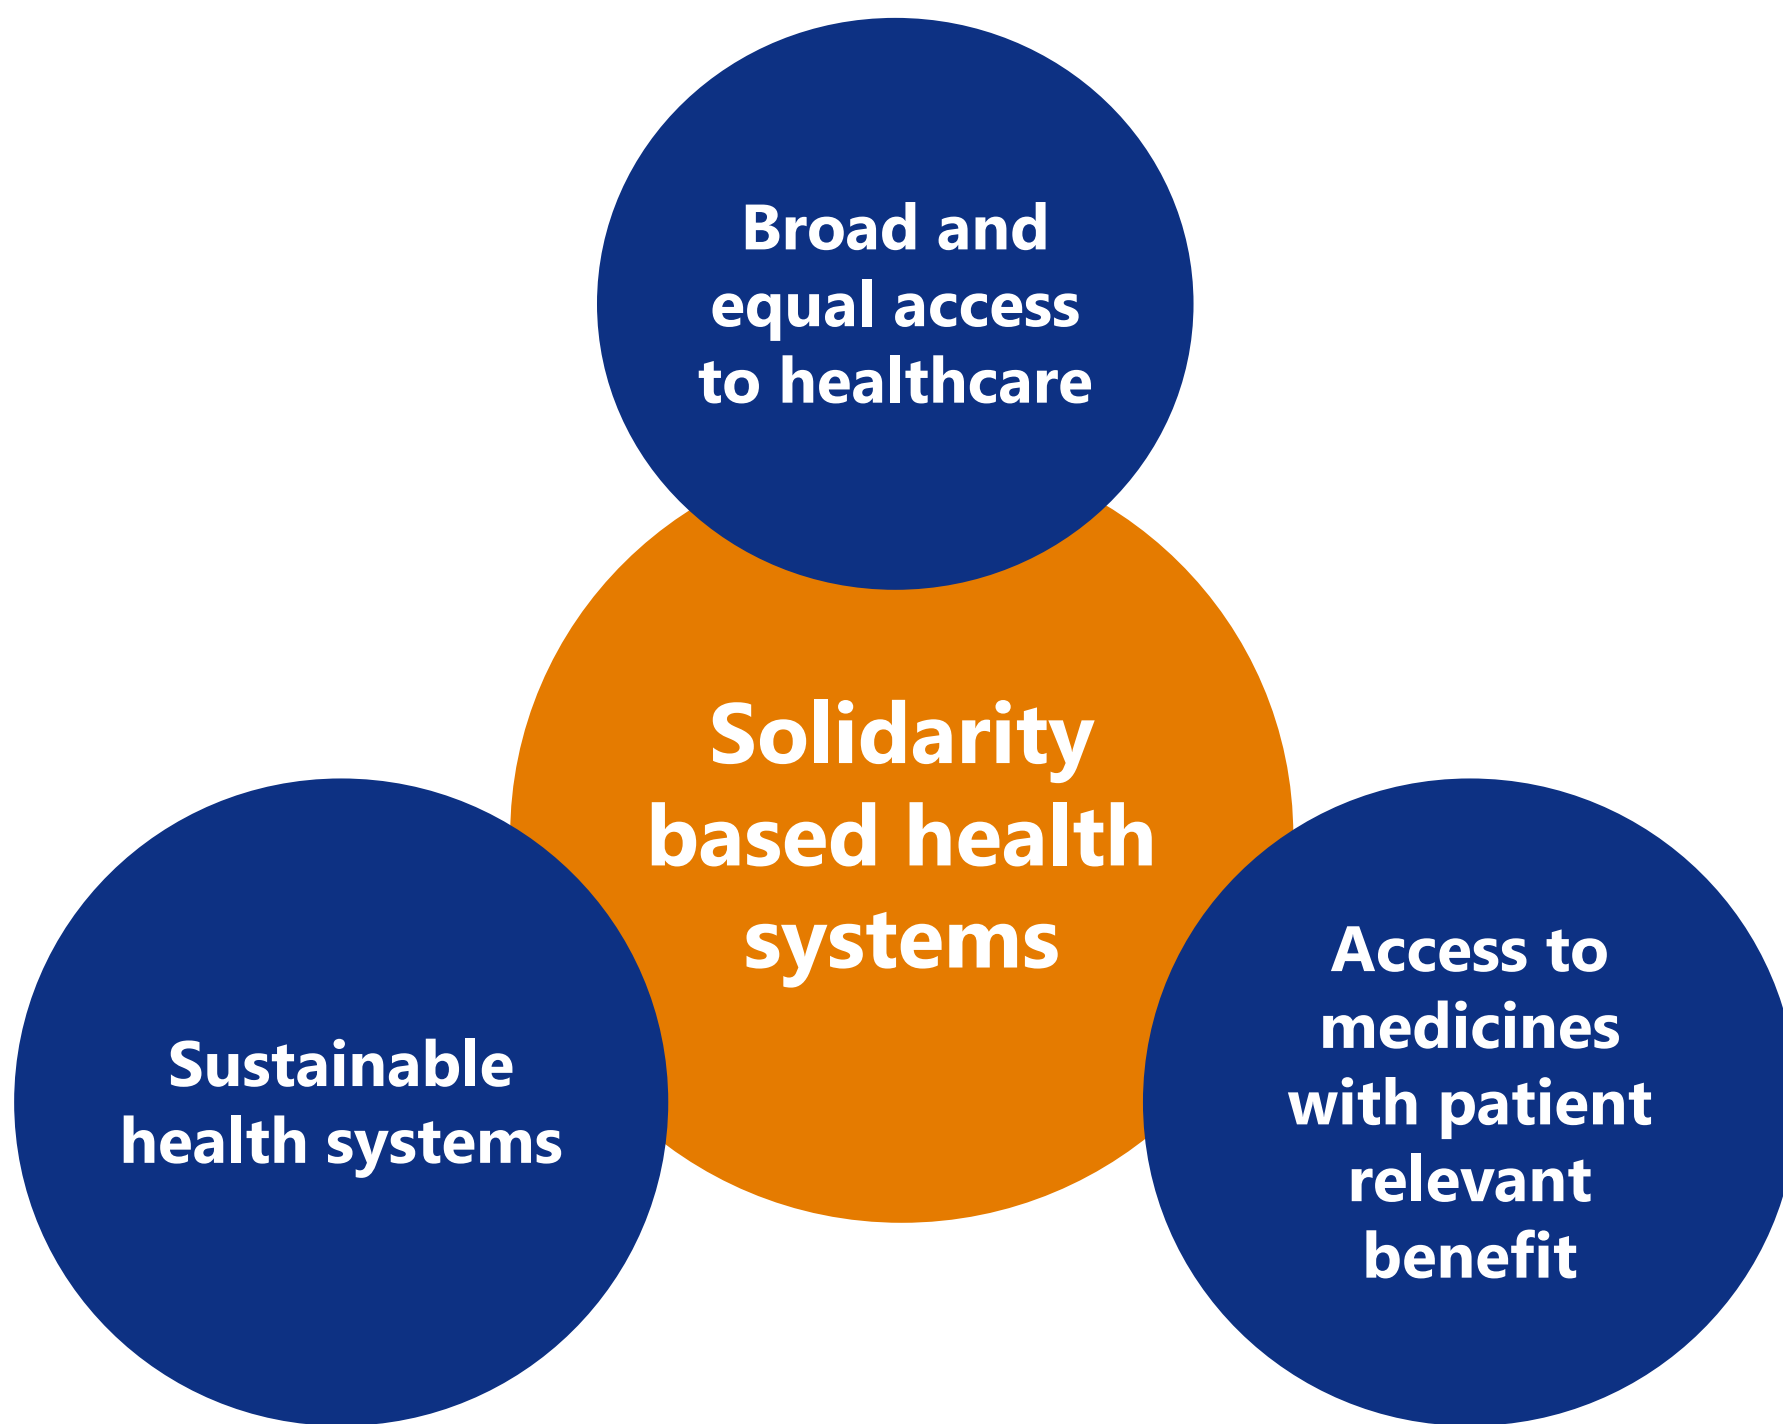 Broad and
equal access
to healthcare
Solidarity
based health
systems
Sustainable
health systems
Access to
medicines
with patient
relevant
benefit